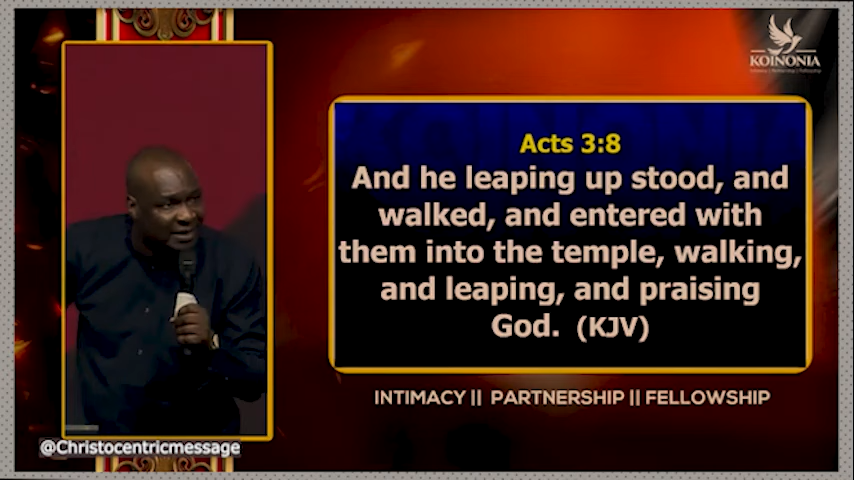 KOINONIA
Acts 3:8
And he leaping up stood, and
walked, and entered with
them into the temple, walking,
and leaping, and praising
God. (KJV)
INTIMACY || PARTNERSHIP || FELLOWSHIP
@Christocentricmessage